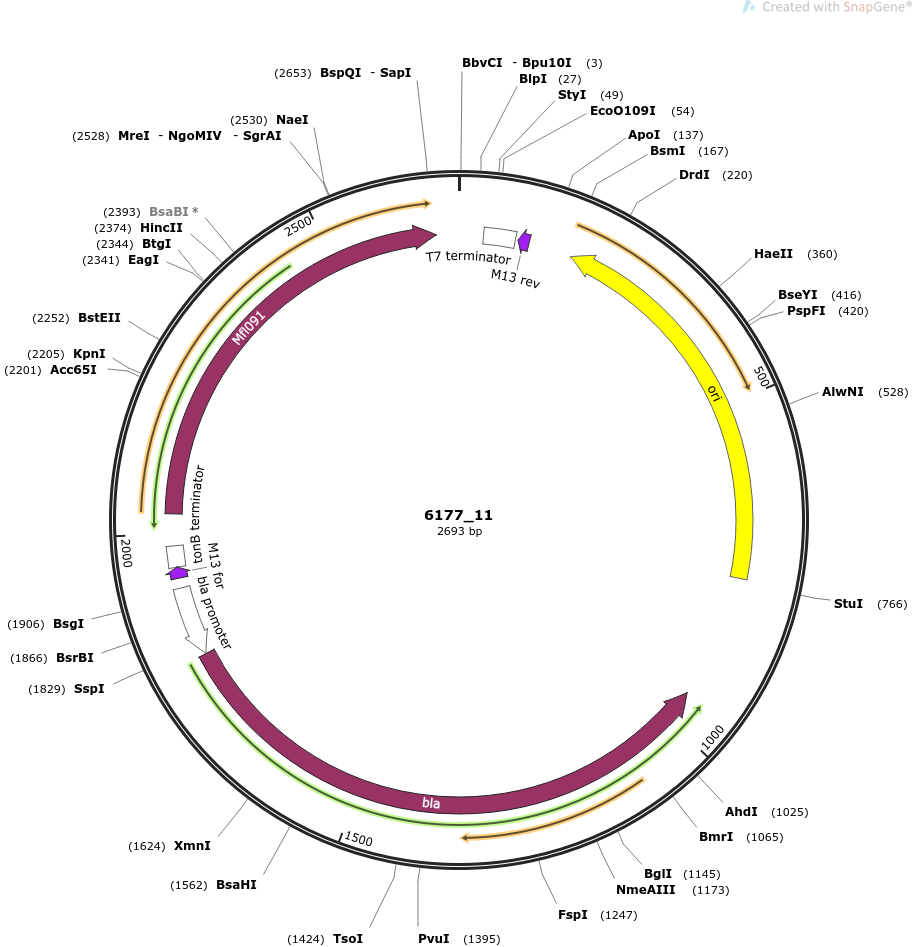 Created with SnapGene®
(2653) BspQI - SapI
BbvCI - Bpu10I (3)
BlpI (27)
StyI (49)
EcoO109I (54)
ApoI (137)
BsmI (167)
DrdI (220)
HaeII (360)
BseYI (416)
PspFI (420)
AlwNI (528)
StuI (766)
AhdI (1025)
BmrI (1065)
BglI (1145)
NmeAIII (1173)
FspI (1247)
PvuI (1395)
(1424) TsoI
(1562) BsaHI
(1624) XmnI
(1829) SspI
(1866) BsrBI
(1906) BsgI
(2201) Acc65I
(2205) KpnI
(2252) BstEII
(2341) EagI
(2344) BtgI
(2374) HincII
(2393) BsaBI *
(2528) MreI - NgoMIV - SgrAI
(2530) NaeI
500
1000
1500
2000
2500
T7 terminator
M13 rev
ori
bla
bla promoter
M13 for
tonB terminator
Mfl091
6177_11
2693 bp